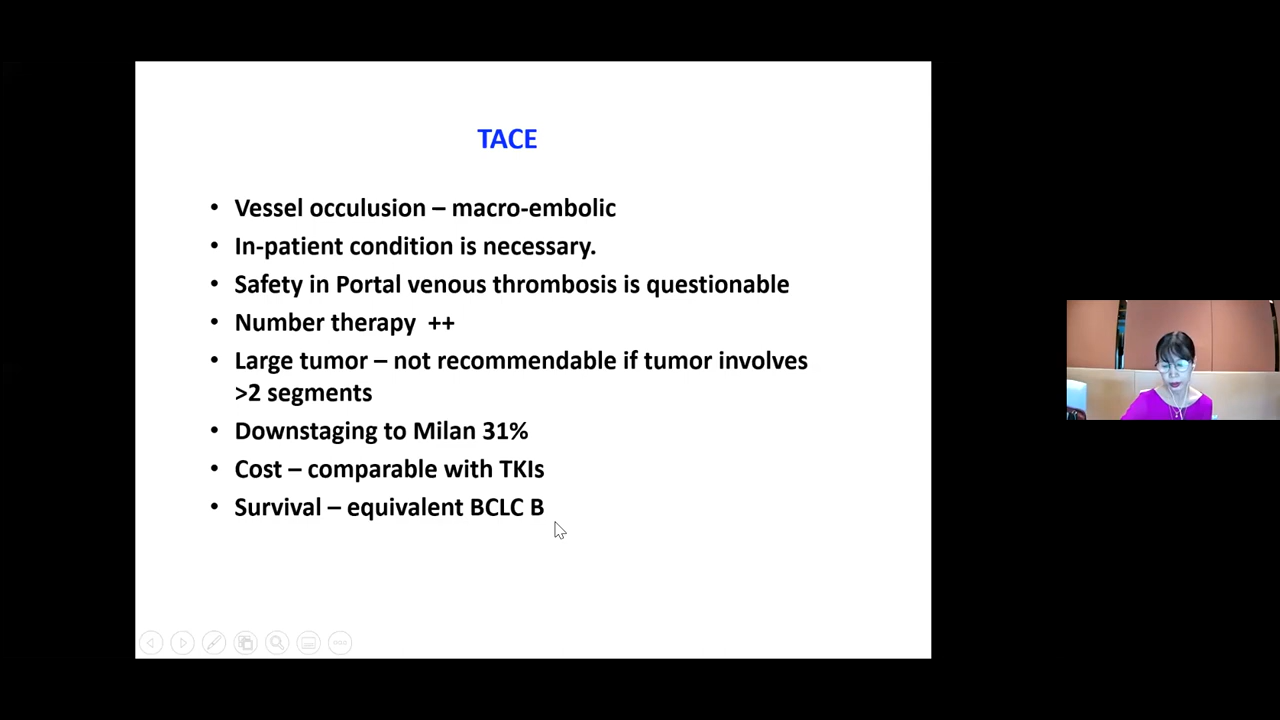 TACE
• Vessel occulusion – macro-embolic
• In-patient condition is necessary.
• Safety in Portal venous thrombosis is questionable
• Number therapy ++
• Large tumor – not recommendable if tumor involves
>2 segments
• Downstaging to Milan 31%
• Cost – comparable with TKIs
• Survival – equivalent BCLC B